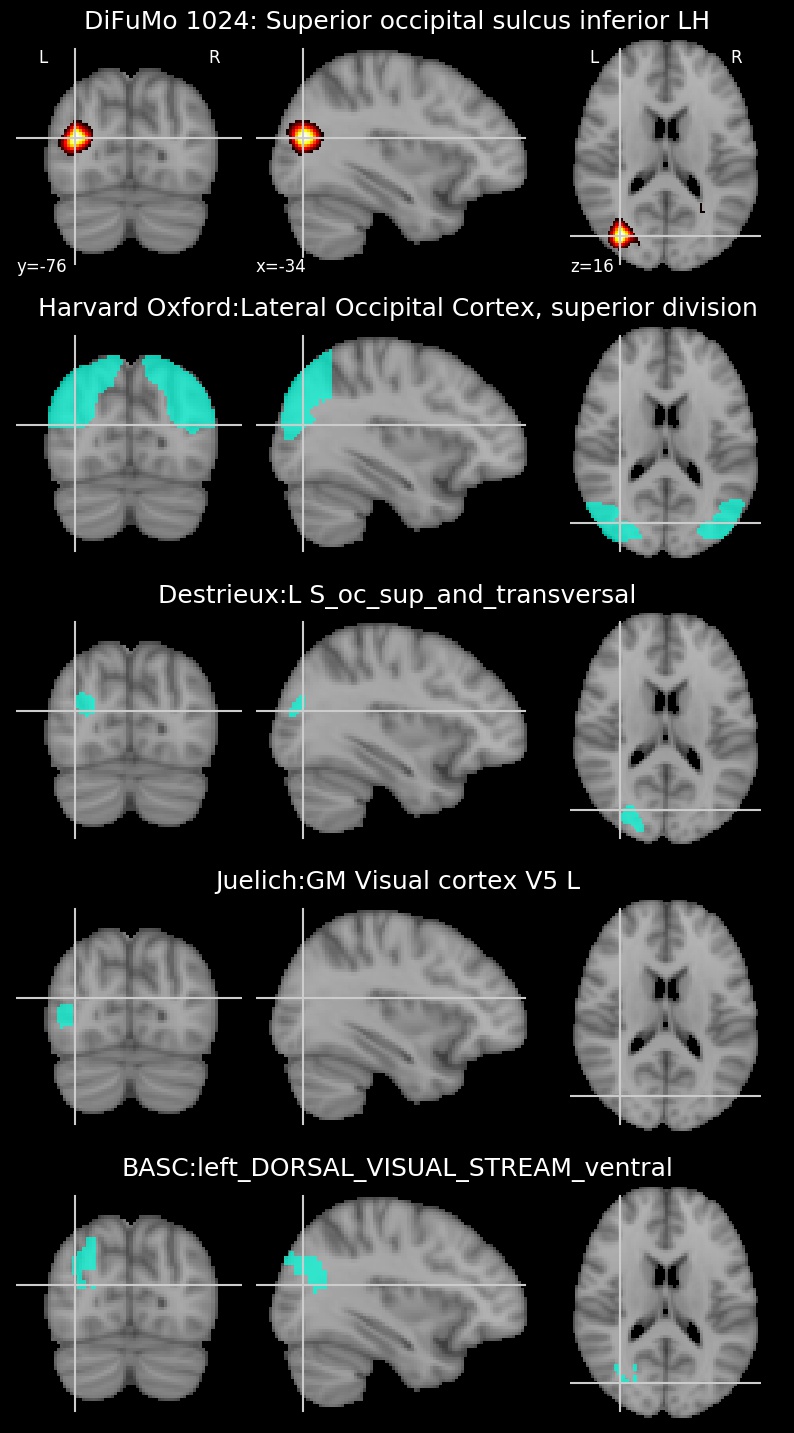 DiFuMo 1024: Superior occipital sulcus inferior LH
L R L R
y=-76 x=-34 z=16
L
Harvard Oxford:Lateral Occipital Cortex, superior division
Destrieux:L S_oc_sup_and_transversal
Juelich:GM Visual cortex V5 L
BASC:left_DORSAL_VISUAL_STREAM_ventral